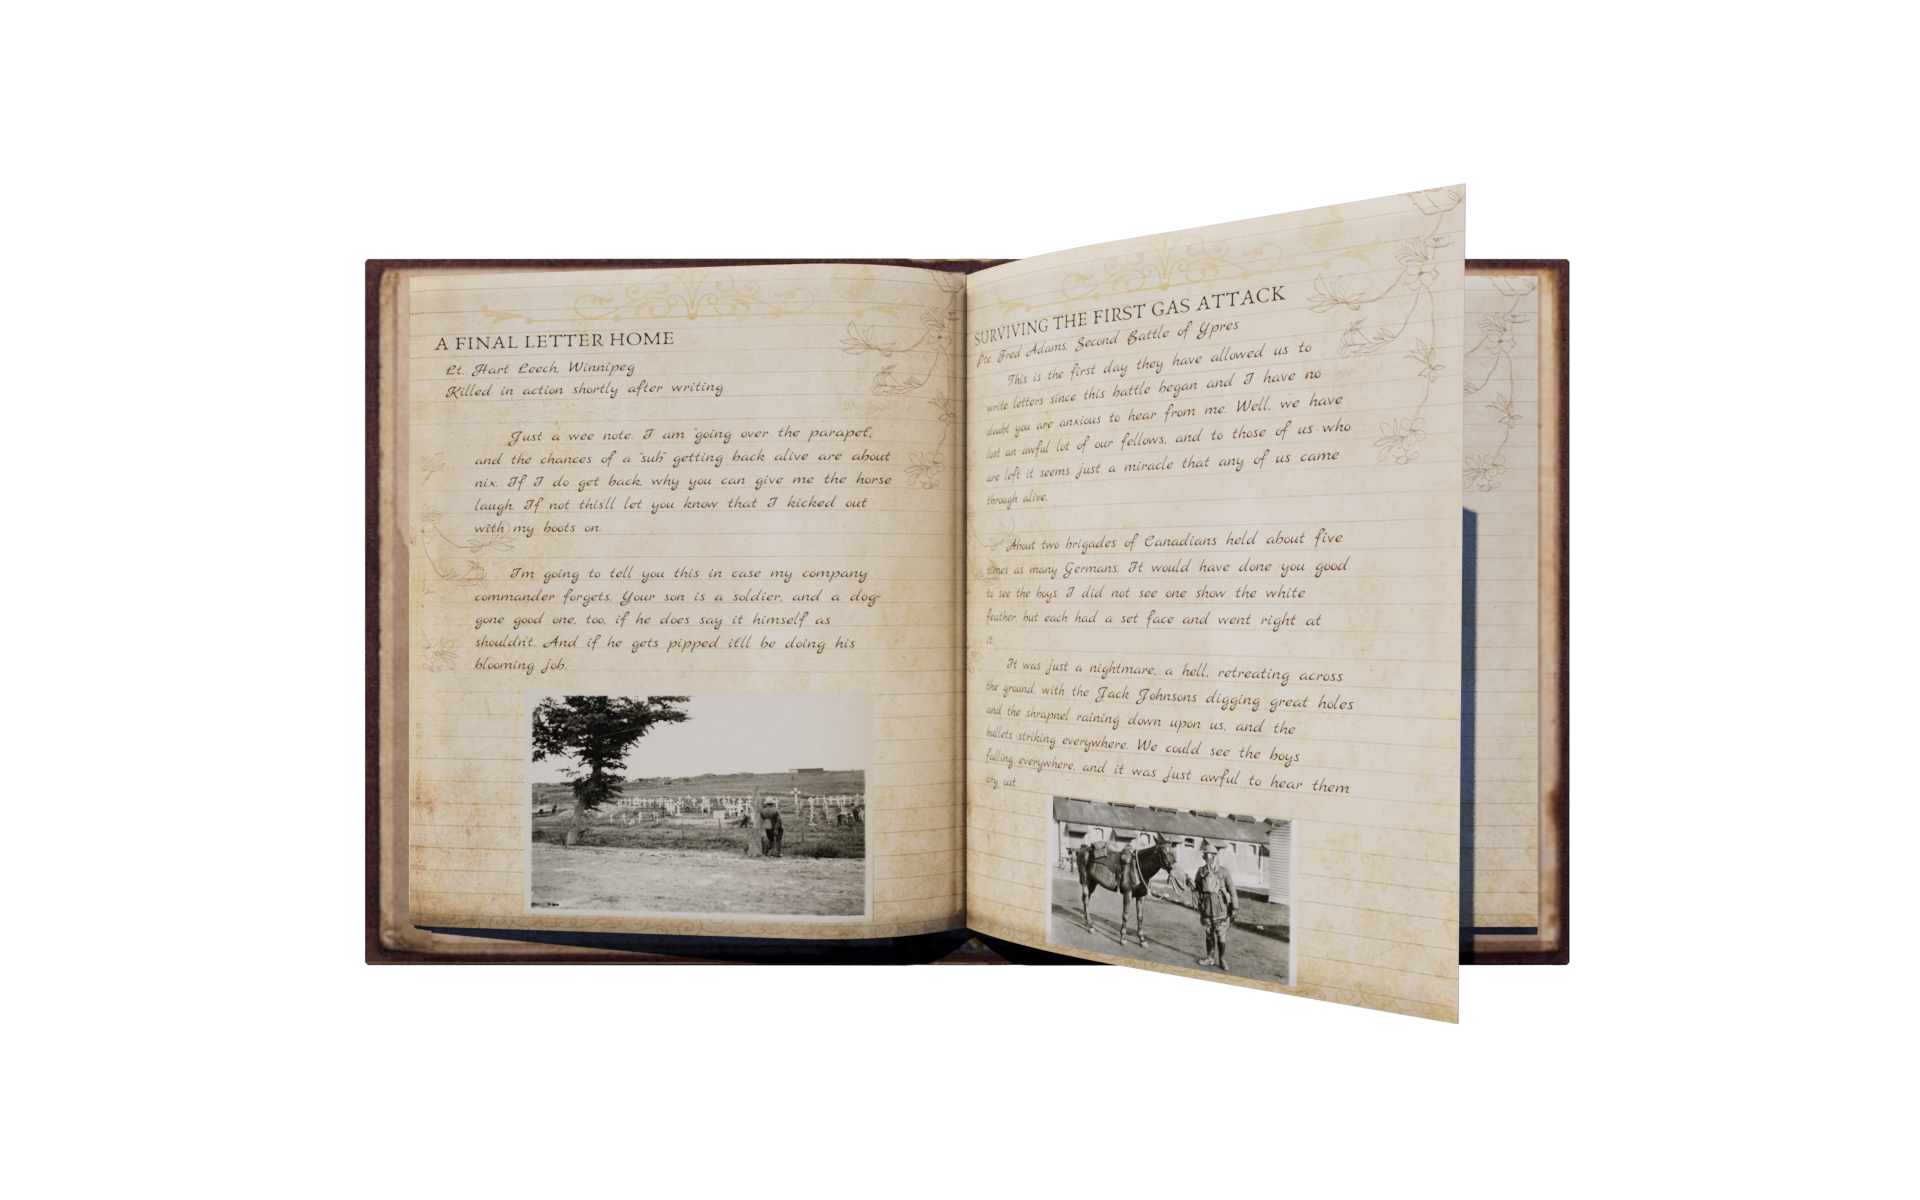 A FINAL LETTER HOME
Lt. Hart Leech, Winnipeg
Killed in action shortly after writing
Just a wee note. I am "going over the parapet",
and the chances of a "sub" getting back alive are about
nix. If I do get back, why you can give me the horse
laugh. If not this'll let you know that I kicked out
with my boots on.
I'm going to tell you this in case my company
commander forgets. Your son is a soldier, and a dog-
gone good one, too, if he does say it himself as
shouldn't. And if he gets pipped it'll be doing his
blooming job.
SURVIVING THE FIRST GAS ATTACK
Pte. Fred Adams, Second Battle of Ypres
This is the first day they have allowed us to
write letters since this battle began and I have no
doubt you are anxious to hear from me. Well, we have
lost an awful lot of our fellows, and to those of us who
are left it seems just a miracle that any of us came
through alive.
About two brigades of Canadians held about five
times as many Germans. It would have done you good
to see the boys. I did not see one show the white
feather, but each had a set face and went right at
it.
It was just a nightmare, a hell, retreating across
the ground, with the Jack Johnsons digging great holes
and the shrapnel raining down upon us, and the
bullets striking everywhere. We could see the boys
falling everywhere, and it was just awful to hear them
cry out.